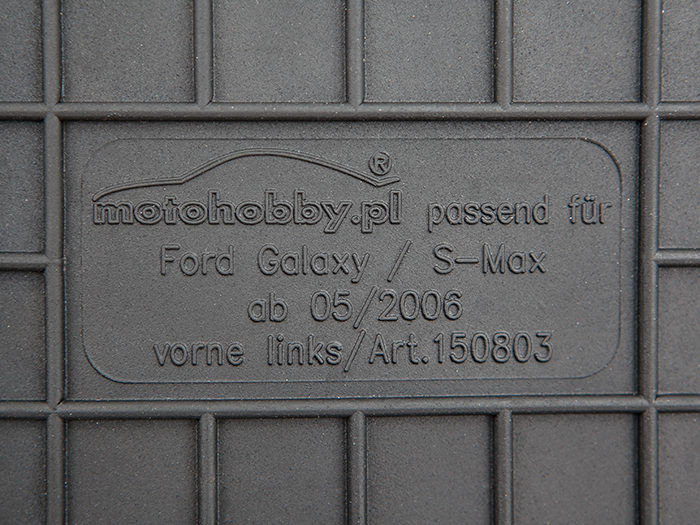 motohobby.pl ® passend für
Ford Galaxy / S-Max
ab 05/2006
vorne links/Art.150803